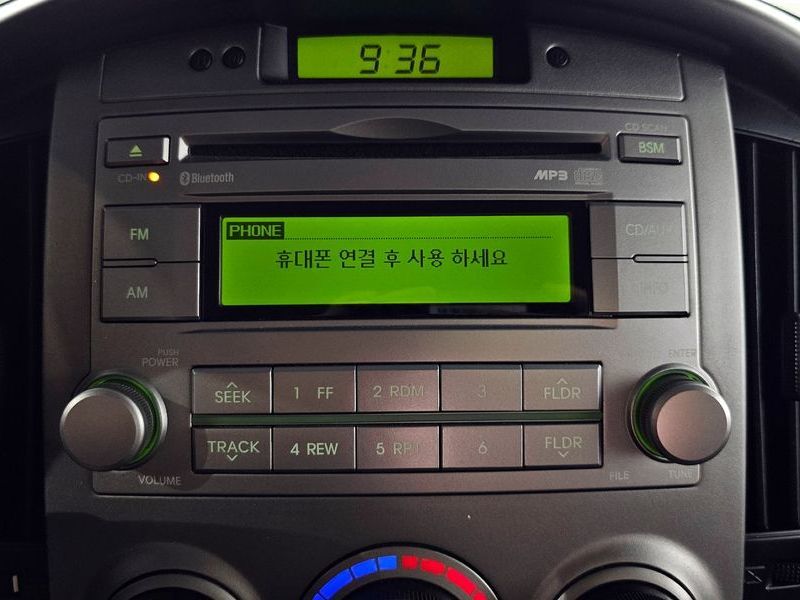 9:36
CD SCAN
BSM
CD-IN
Bluetooth
MP3
FM
AM
PHONE
휴대폰 연결 후 사용 하세요
CD/AUX
INFO
PUSH
POWER
ENTER
SEEK
1 FF
2 RDM
3
FLDR
TRACK
4 REW
5 RPT
6
FLDR
VOLUME
FILE
TUNE